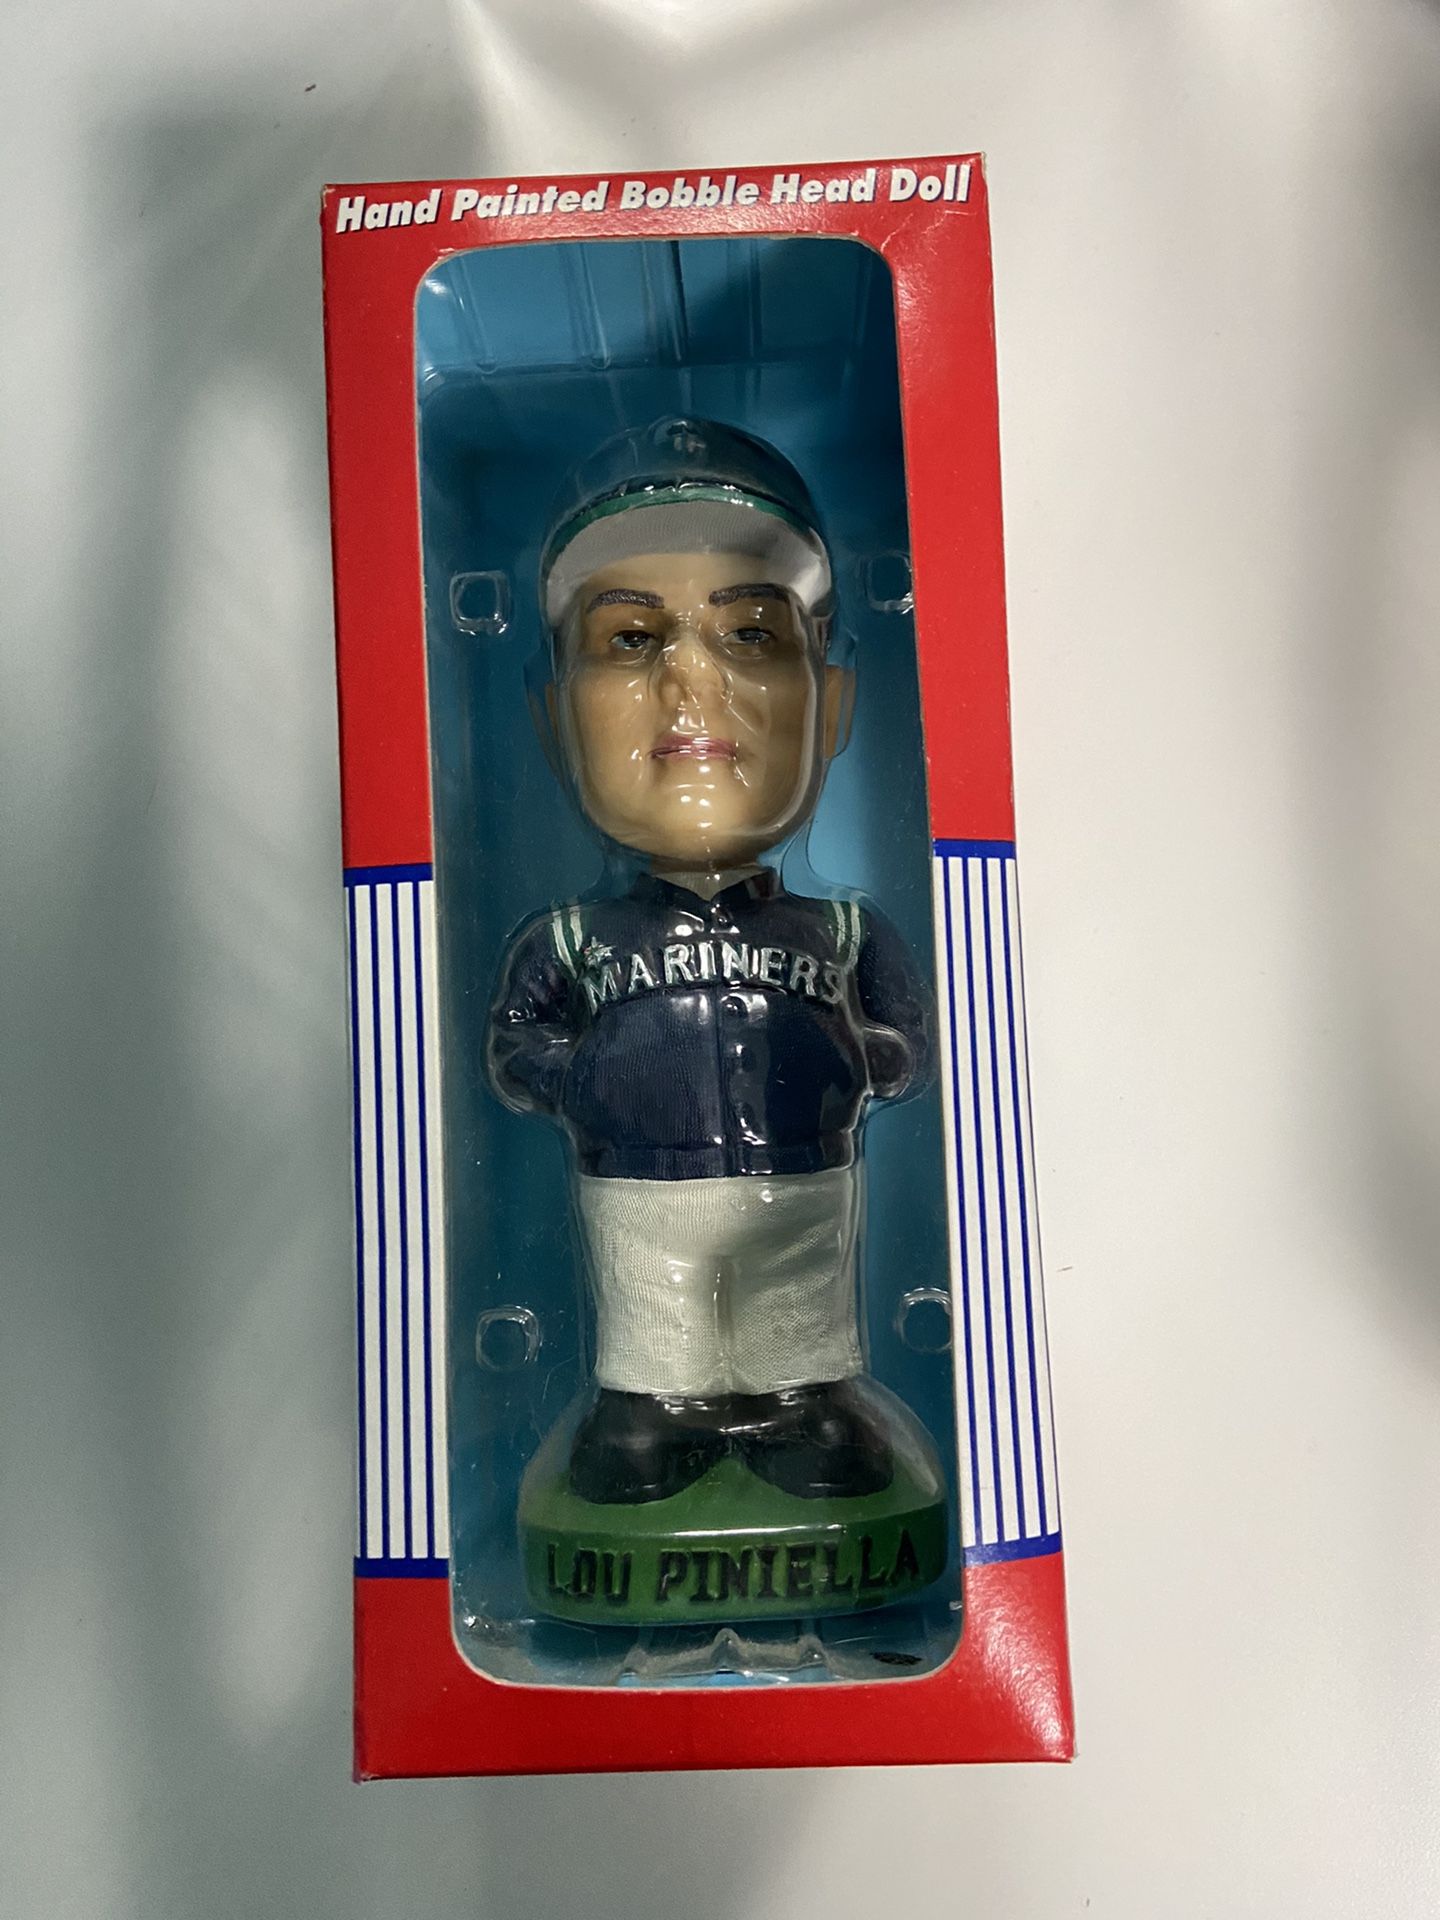 Hand Painted Bobble Head Doll
MARINERS
LOU PINIELLA